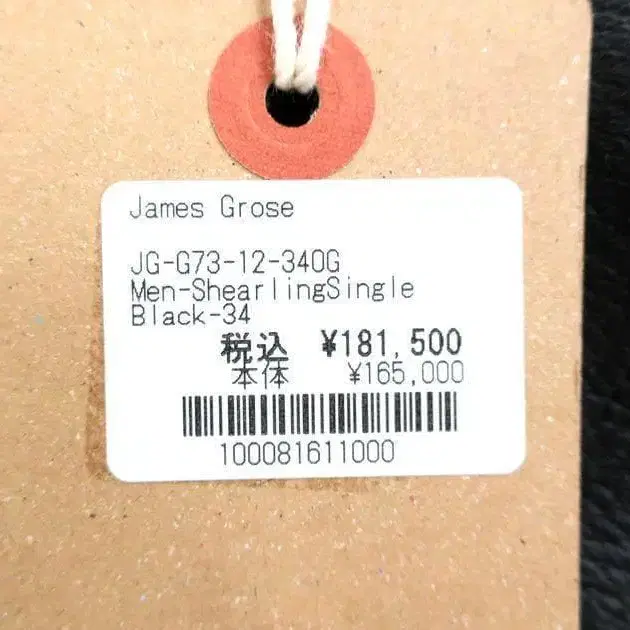 James Grose
JG-G73-12-340G
Men-ShearlingSingle
Black-34
税込 ¥181,500
本体 ¥165,000
100081611000